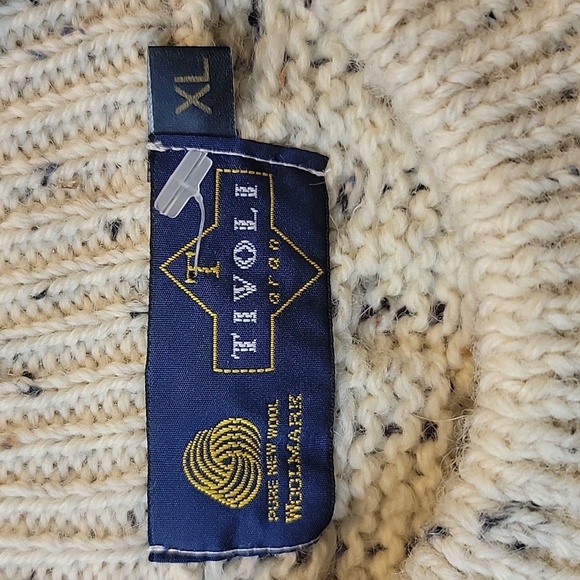 XL
T
TIVOLI
aran
PURE NEW WOOL
WOOLMARK